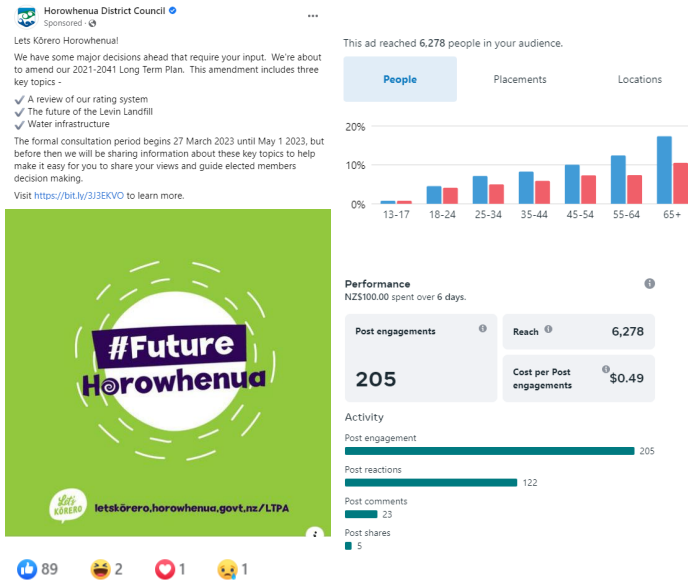 Horowhenua District Council
Sponsored ·
Lets Kōrero Horowhenua!
We have some major decisions ahead that require your input. We're about
to amend our 2021-2041 Long Term Plan. This amendment includes three
key topics -
A review of our rating system
The future of the Levin Landfill
Water infrastructure
The formal consultation period begins 27 March 2023 until May 1 2023, but
before then we will be sharing information about these key topics to help
make it easy for you to share your views and guide elected members
decision making.
Visit https://bit.ly/3J3EKVO to learn more.
#Future
Horowhenua
Let's
KŌRERO
letskōrero.horowhenua.govt.nz/LTPA
89
2
1
1
This ad reached 6,278 people in your audience.
People Placements Locations
20%
10%
0%
13-17 18-24 25-34 35-44 45-54 55-64 65+
Performance
NZ$100.00 spent over 6 days.
Post engagements
205
Reach 6,278
Cost per Post
engagements
$0.49
Activity
Post engagement
205
Post reactions
122
Post comments
23
Post shares
5